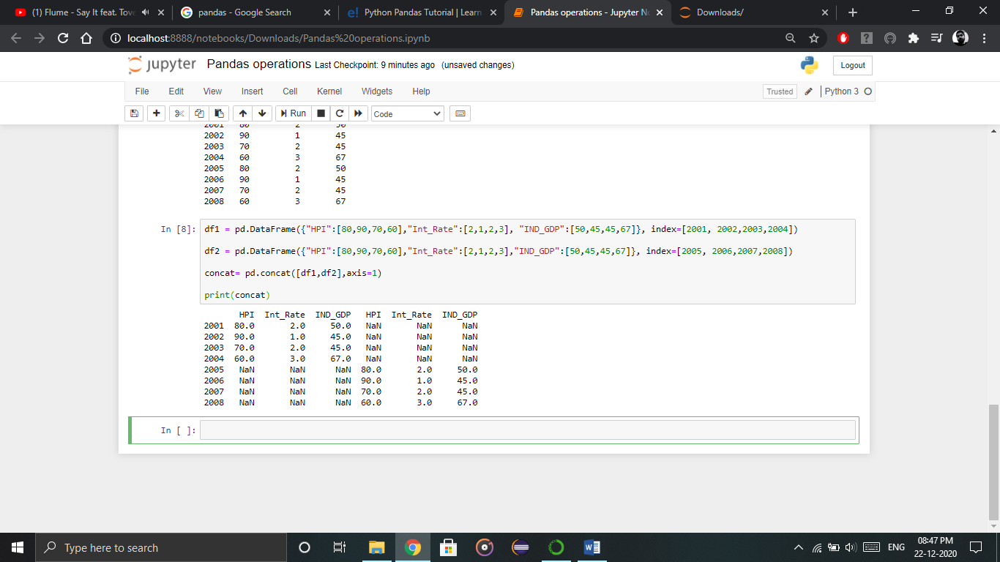 (1) Flume - Say It feat. Tove
pandas - Google Search
Python Pandas Tutorial | Learn
Pandas operations - Jupyter No
Downloads/
localhost:8888/notebooks/Downloads/Pandas%20operations.ipynb
jupyter Pandas operations Last Checkpoint: 9 minutes ago (unsaved changes)
Logout
File Edit View Insert Cell Kernel Widgets Help
Trusted Python 3
Run Code
2001 80 2 50
2002 90 1 45
2003 70 2 45
2004 60 3 67
2005 80 2 50
2006 90 1 45
2007 70 2 45
2008 60 3 67
In [8]: df1 = pd.DataFrame({"HPI":[80,90,70,60],"Int_Rate":[2,1,2,3], "IND_GDP":[50,45,45,67]}, index=[2001, 2002,2003,2004])
df2 = pd.DataFrame({"HPI":[80,90,70,60],"Int_Rate":[2,1,2,3],"IND_GDP":[50,45,45,67]}, index=[2005, 2006,2007,2008])
concat= pd.concat([df1,df2],axis=1)
print(concat)
HPI Int_Rate IND_GDP HPI Int_Rate IND_GDP
2001 80.0 2.0 50.0 NaN NaN NaN
2002 90.0 1.0 45.0 NaN NaN NaN
2003 70.0 2.0 45.0 NaN NaN NaN
2004 60.0 3.0 67.0 NaN NaN NaN
2005 NaN NaN NaN 80.0 2.0 50.0
2006 NaN NaN NaN 90.0 1.0 45.0
2007 NaN NaN NaN 70.0 2.0 45.0
2008 NaN NaN NaN 60.0 3.0 67.0
In [ ]:
Type here to search
ENG
08:47 PM
22-12-2020